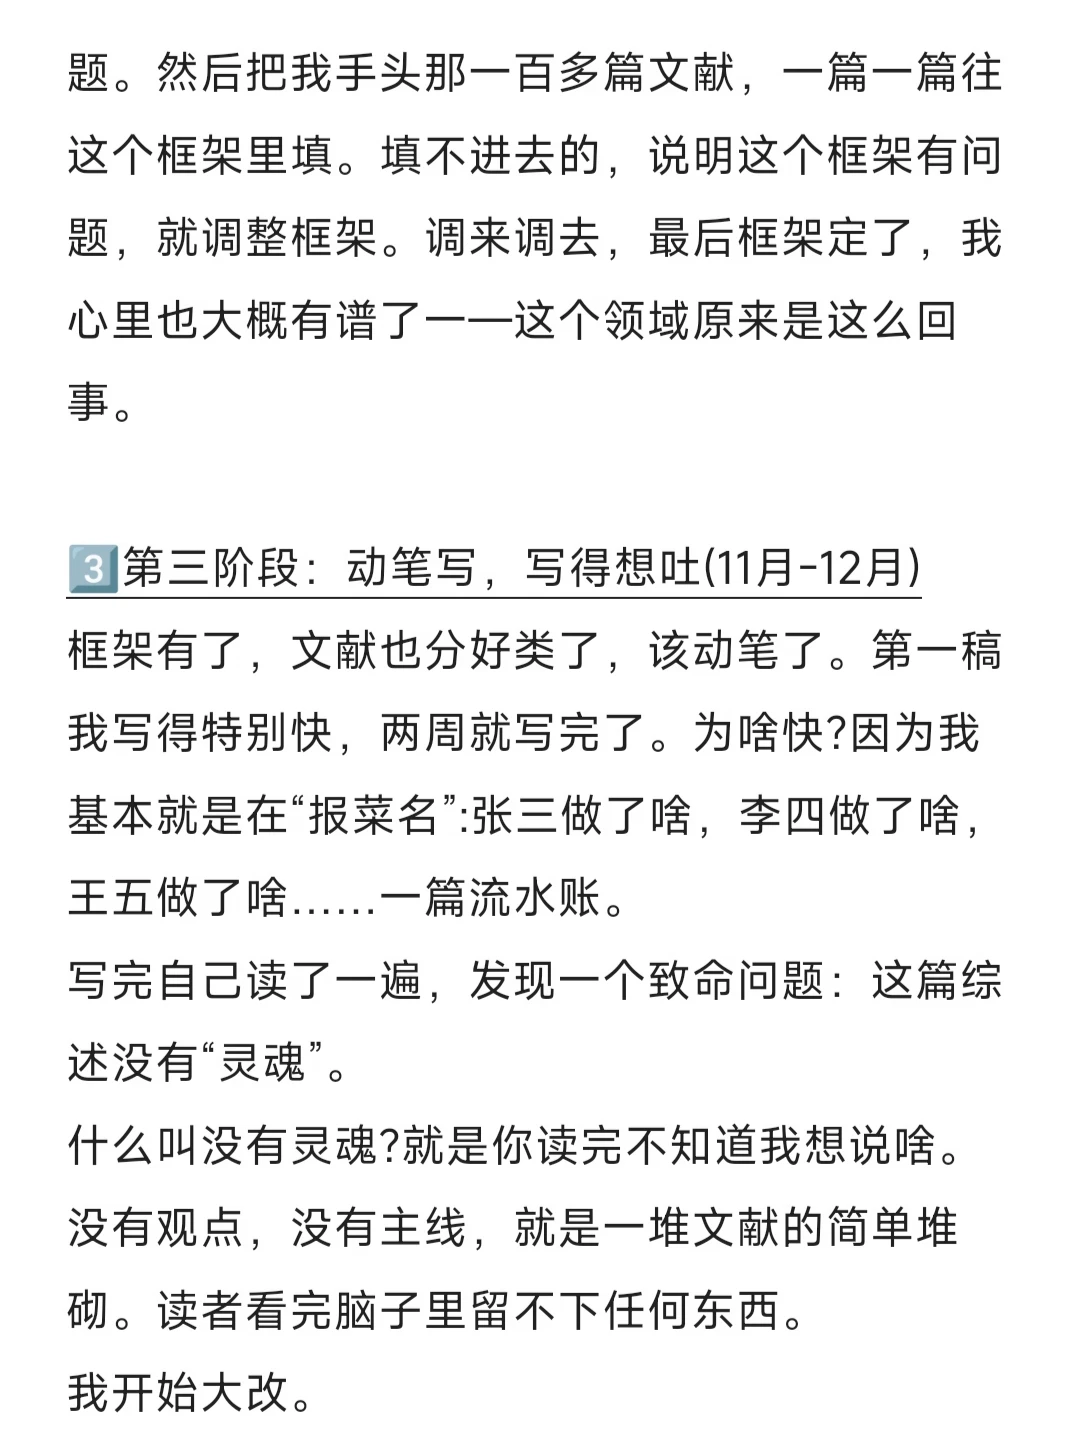 题。然后把我手头那一百多篇文献，一篇一篇往
这个框架里填。填不进去的，说明这个框架有问
题，就调整框架。调来调去，最后框架定了，我
心里也大概有谱了一—这个领域原来是这么回
事。
3️⃣第三阶段：动笔写，写得想吐(11月-12月)
框架有了，文献也分好类了，该动笔了。第一稿
我写得特别快，两周就写完了。为啥快?因为我
基本就是在“报菜名”:张三做了啥，李四做了啥，
王五做了啥……一篇流水账。
写完自己读了一遍，发现一个致命问题：这篇综
述没有“灵魂”。
什么叫没有灵魂?就是你读完不知道我想说啥。
没有观点，没有主线，就是一堆文献的简单堆
砌。读者看完脑子里留不下任何东西。
我开始大改。